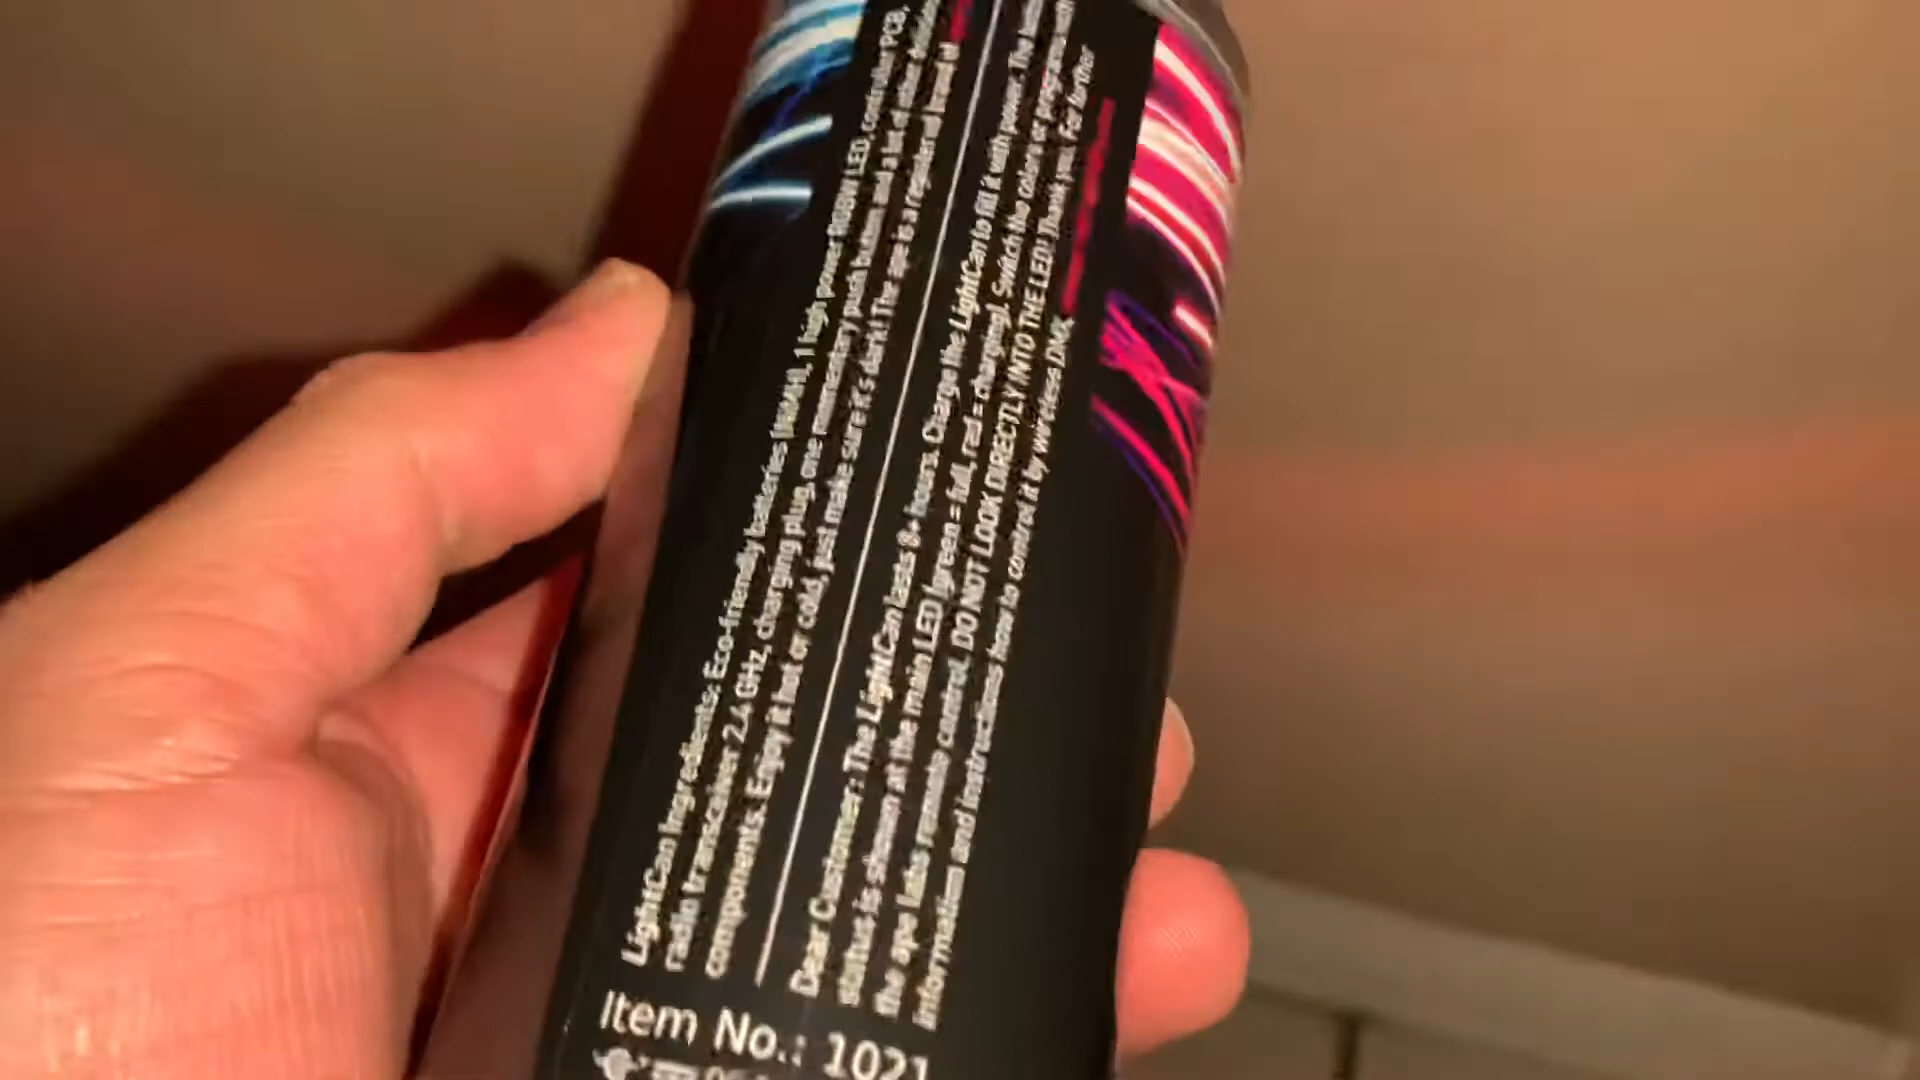 LightCan Ingredients: Eco-friendly batteries (NiMH), 1 high power RGBW LED, controller PCB,
radio transceiver 2.4 GHz, charging plug, one momentary push button and a lot of other delicious
components. Enjoy it hot or cold, just make sure it's dark! The ape is a registered brand of
Dear Customer: The LightCan lasts 8+ hours. Charge the LightCan to fill it with power. The
status is shown at the main LED (green = full, red = charging). Switch the colors or programs with
the ape labs remote control. DO NOT LOOK DIRECTLY INTO THE LED! Thank you. For further
information and instructions how to control it by wireless DMX
Item No.: 1021